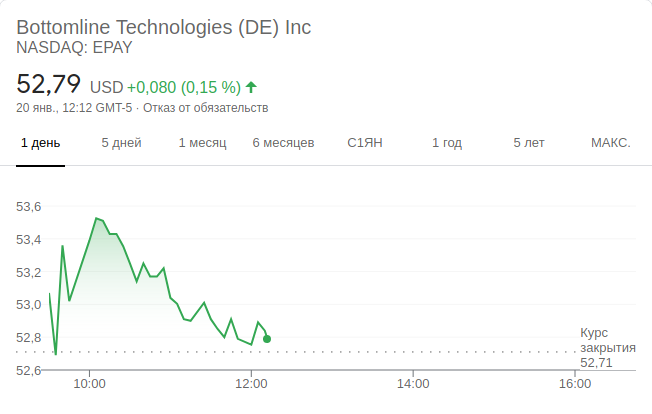 Bottomline Technologies (DE) Inc
NASDAQ: EPAY
52,79 USD +0,080 (0,15 %)
20 янв., 12:12 GMT-5 · Отказ от обязательств
1 день 5 дней 1 месяц 6 месяцев С1ЯН 1 год 5 лет МАКС.
53,6
53,4
53,2
53,0
52,8
52,6
Курс
закрытия
52,71
10:00 12:00 14:00 16:00